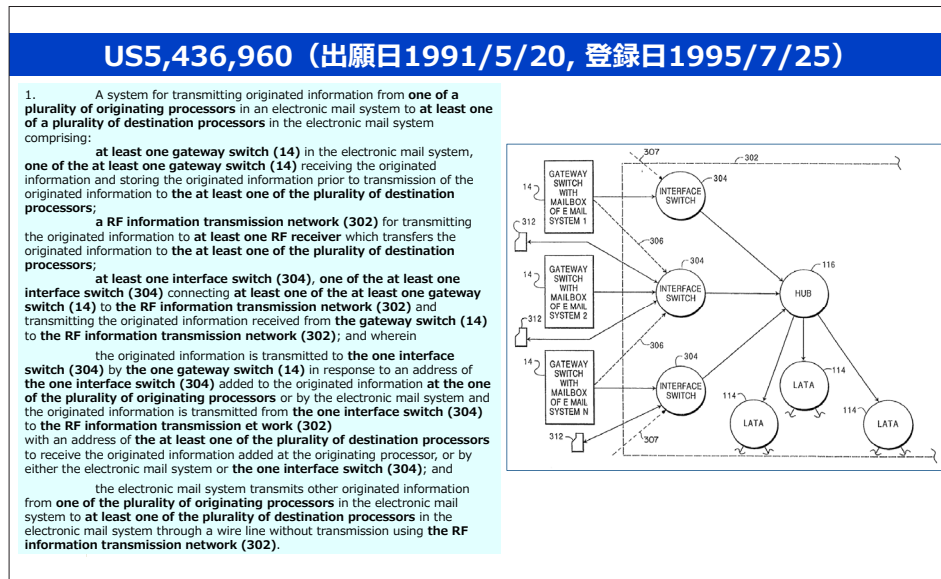 US5,436,960（出願日1991/5/20, 登録日1995/7/25）
1. A system for transmitting originated information from one of a
plurality of originating processors in an electronic mail system to at least one
of a plurality of destination processors in the electronic mail system
comprising:
at least one gateway switch (14) in the electronic mail system,
one of the at least one gateway switch (14) receiving the originated
information and storing the originated information prior to transmission of the
originated information to the at least one of the plurality of destination
processors;
a RF information transmission network (302) for transmitting
the originated information to at least one RF receiver which transfers the
originated information to the at least one of the plurality of destination
processors;
at least one interface switch (304), one of the at least one
interface switch (304) connecting at least one of the at least one gateway
switch (14) to the RF information transmission network (302) and
transmitting the originated information received from the gateway switch (14)
to the RF information transmission network (302); and wherein
the originated information is transmitted to the one interface
switch (304) by the one gateway switch (14) in response to an address of
the one interface switch (304) added to the originated information at the one
of the plurality of originating processors or by the electronic mail system and
the originated information is transmitted from the one interface switch (304)
to the RF information transmission et work (302)
with an address of the at least one of the plurality of destination processors
to receive the originated information added at the originating processor, or by
either the electronic mail system or the one interface switch (304); and
the electronic mail system transmits other originated information
from one of the plurality of originating processors in the electronic mail
system to at least one of the plurality of destination processors in the
electronic mail system through a wire line without transmission using the RF
information transmission network (302).
307
302
304
14
GATEWAY
SWITCH
WITH
MAILBOX
OF E MAIL
SYSTEM 1
INTERFACE
SWITCH
312
306
304
116
14
GATEWAY
SWITCH
WITH
MAILBOX
OF E MAIL
SYSTEM 2
INTERFACE
SWITCH
HUB
312
306
304
14
GATEWAY
SWITCH
WITH
MAILBOX
OF E MAIL
SYSTEM N
INTERFACE
SWITCH
LATA
114
114
LATA
114
LATA
312
307